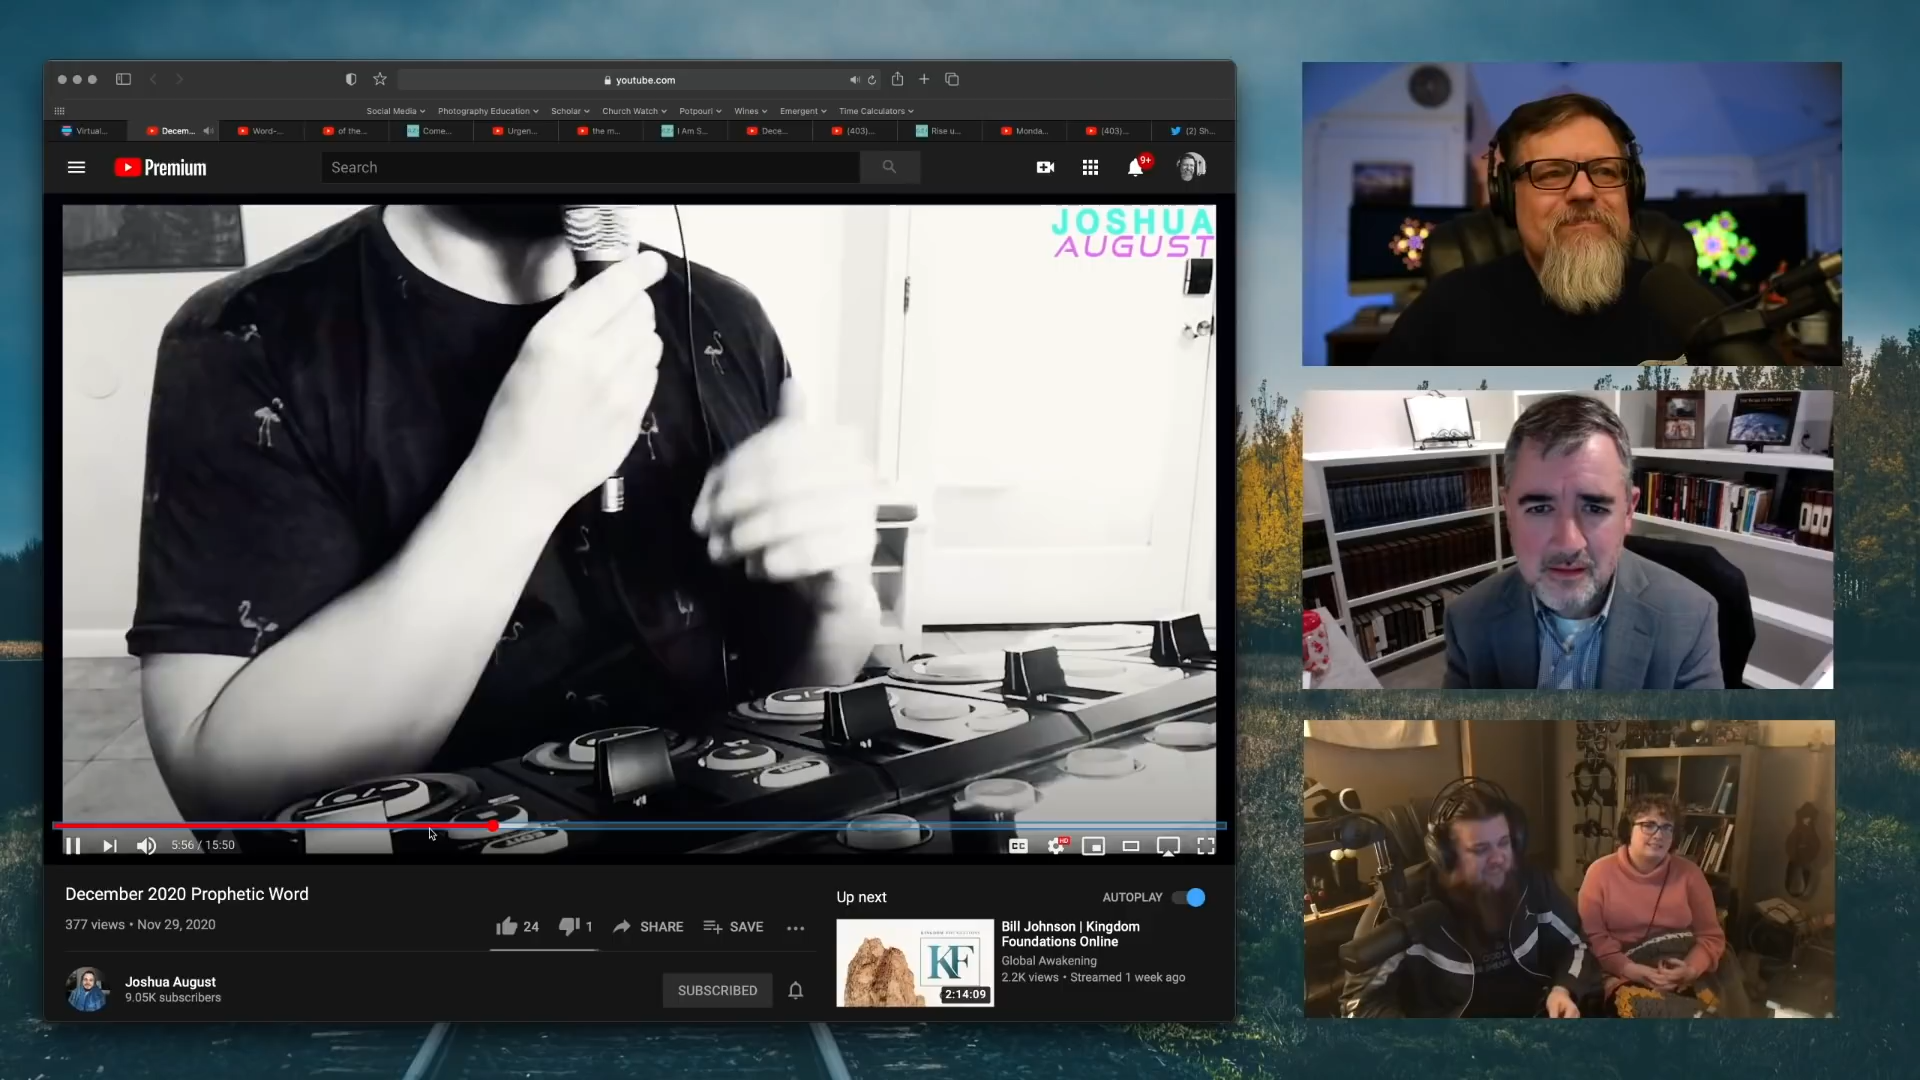 youtube.com
Social Media
Photography Education
Scholar
Church Watch
Potpouri
Wines
Emergent
Time Calculators
Virtual...
Decem...
Word-...
of the...
Come...
Urgen...
the m...
I Am S...
Dece...
(403)...
Rise u...
Monda...
(403)...
(2) Sh...
Premium
Search
9+
JOSHUA
AUGUST
5:56 / 15:50
CC
HD
December 2020 Prophetic Word
377 views • Nov 29, 2020
24
1
SHARE
SAVE
Joshua August
9.05K subscribers
SUBSCRIBED
Up next
AUTOPLAY
KF
2:14:09
Bill Johnson | Kingdom
Foundations Online
Global Awakening
2.2K views • Streamed 1 week ago